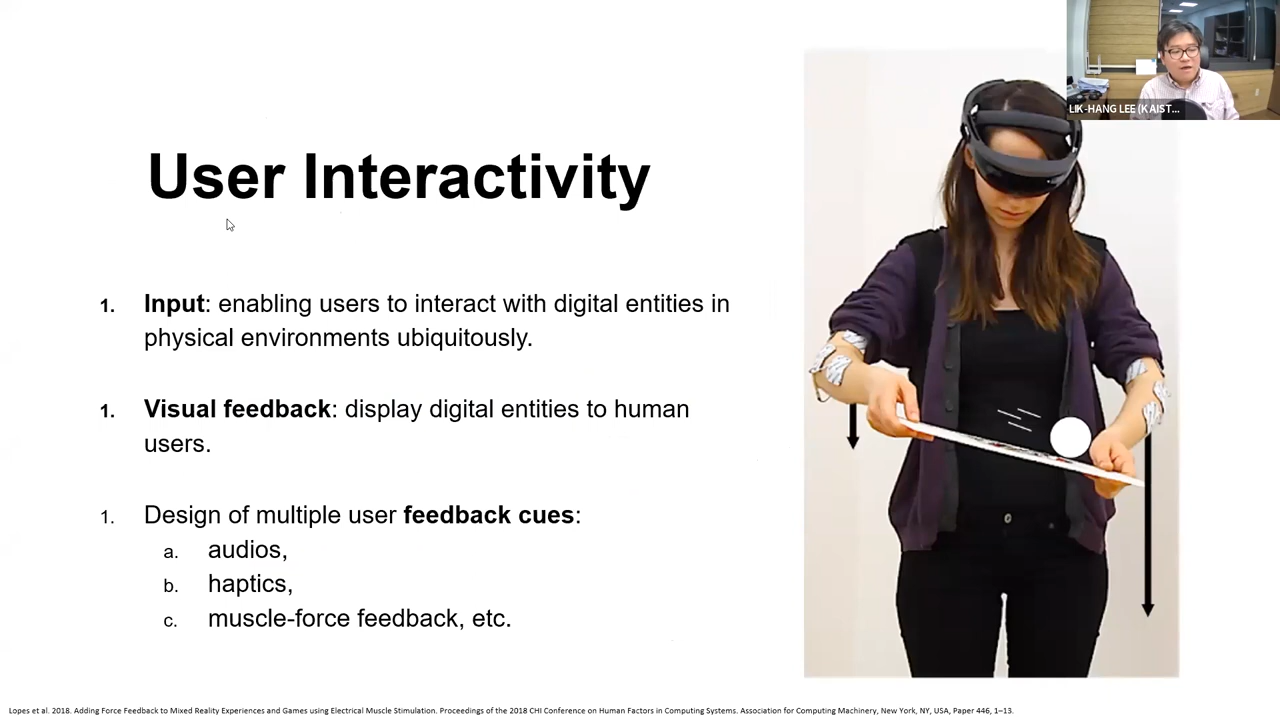 LIK-HANG LEE (KAIST...
User Interactivity
1. Input: enabling users to interact with digital entities in
physical environments ubiquitously.
1. Visual feedback: display digital entities to human
users.
1. Design of multiple user feedback cues:
a. audios,
b. haptics,
c. muscle-force feedback, etc.
Lopes et al. 2018. Adding Force Feedback to Mixed Reality Experiences and Games using Electrical Muscle Stimulation. Proceedings of the 2018 CHI Conference on Human Factors in Computing Systems. Association for Computing Machinery, New York, NY, USA, Paper 446, 1–13.